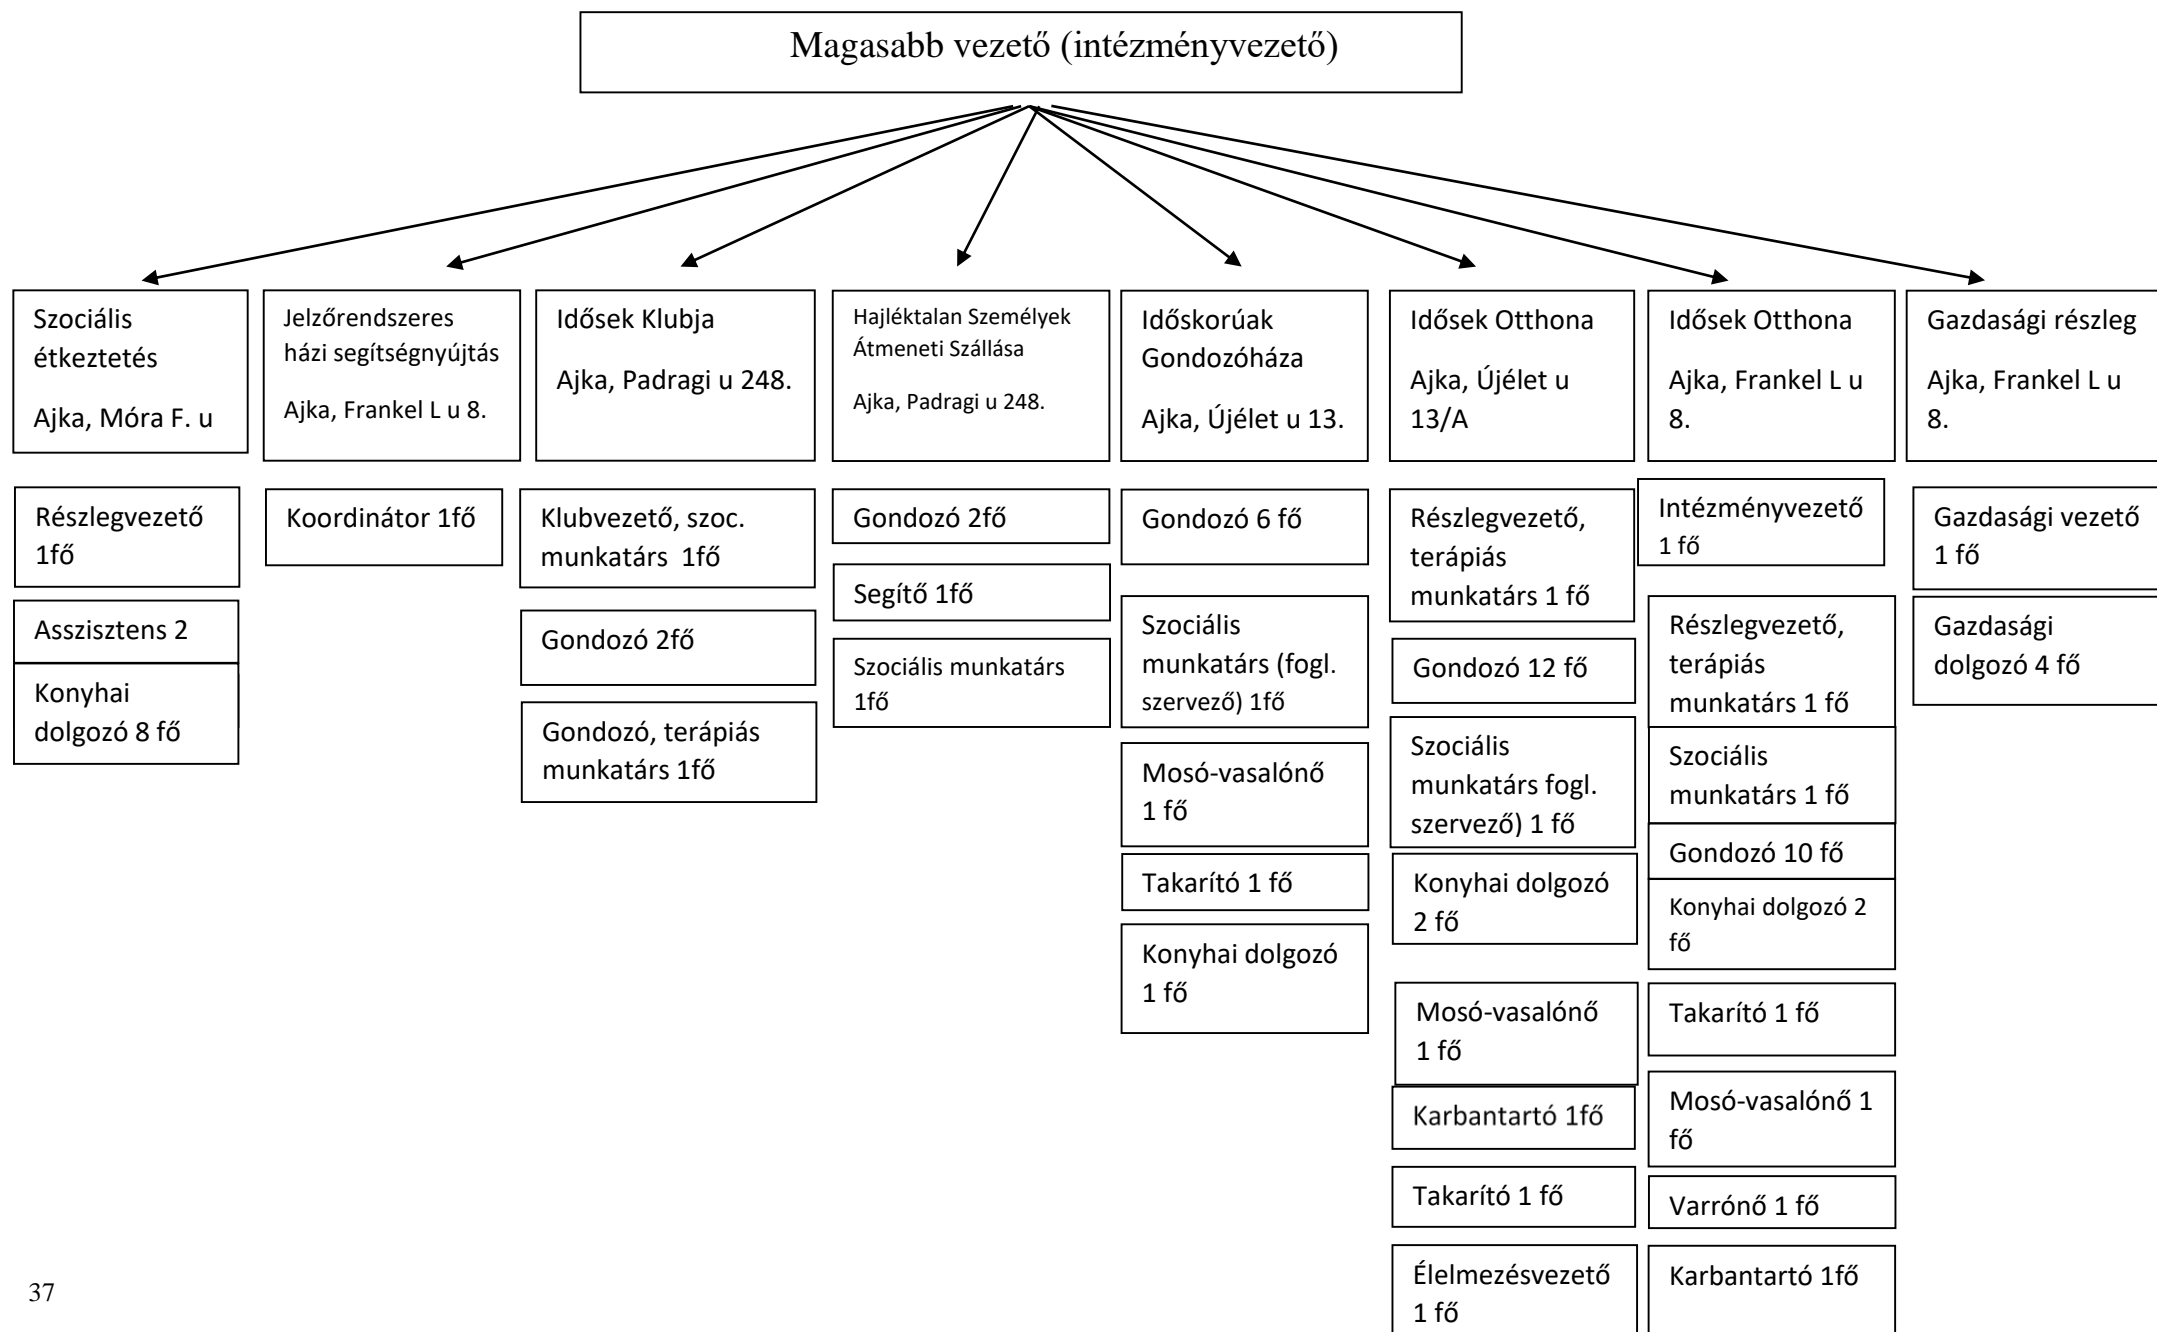 Magasabb vezető (intézményvezető)
Szociális
étkeztetés
Ajka, Móra F. u
Részlegvezető
1fő
Asszisztens 2
Konyhai
dolgozó 8 fő
Jelzőrendszeres
házi segítségnyújtás
Ajka, Frankel L u 8.
Koordinátor 1fő
Idősek Klubja
Ajka, Padragi u 248.
Klubvezető, szoc.
munkatárs  1fő
Gondozó 2fő
Gondozó, terápiás
munkatárs 1fő
Hajléktalan Személyek
Átmeneti Szállása
Ajka, Padragi u 248.
Gondozó 2fő
Segítő 1fő
Szociális munkatárs
1fő
Időskorúak
Gondozóháza
Ajka, Újélet u 13.
Gondozó 6 fő
Szociális
munkatárs (fogl.
szervező) 1fő
Mosó-vasalónő
1 fő
Takarító 1 fő
Konyhai dolgozó
1 fő
Idősek Otthona
Ajka, Újélet u
13/A
Részlegvezető,
terápiás
munkatárs 1 fő
Gondozó 12 fő
Szociális
munkatárs fogl.
szervező) 1 fő
Konyhai dolgozó
2 fő
Mosó-vasalónő
1 fő
Karbantartó 1fő
Takarító 1 fő
Élelmezésvezető
1 fő
Idősek Otthona
Ajka, Frankel L u
8.
Intézményvezető
1 fő
Részlegvezető,
terápiás
munkatárs 1 fő
Szociális
munkatárs 1 fő
Gondozó 10 fő
Konyhai dolgozó 2
fő
Takarító 1 fő
Mosó-vasalónő 1
fő
Varrónő 1 fő
Karbantartó 1fő
Gazdasági részleg
Ajka, Frankel L u
8.
Gazdasági vezető
1 fő
Gazdasági
dolgozó 4 fő
37